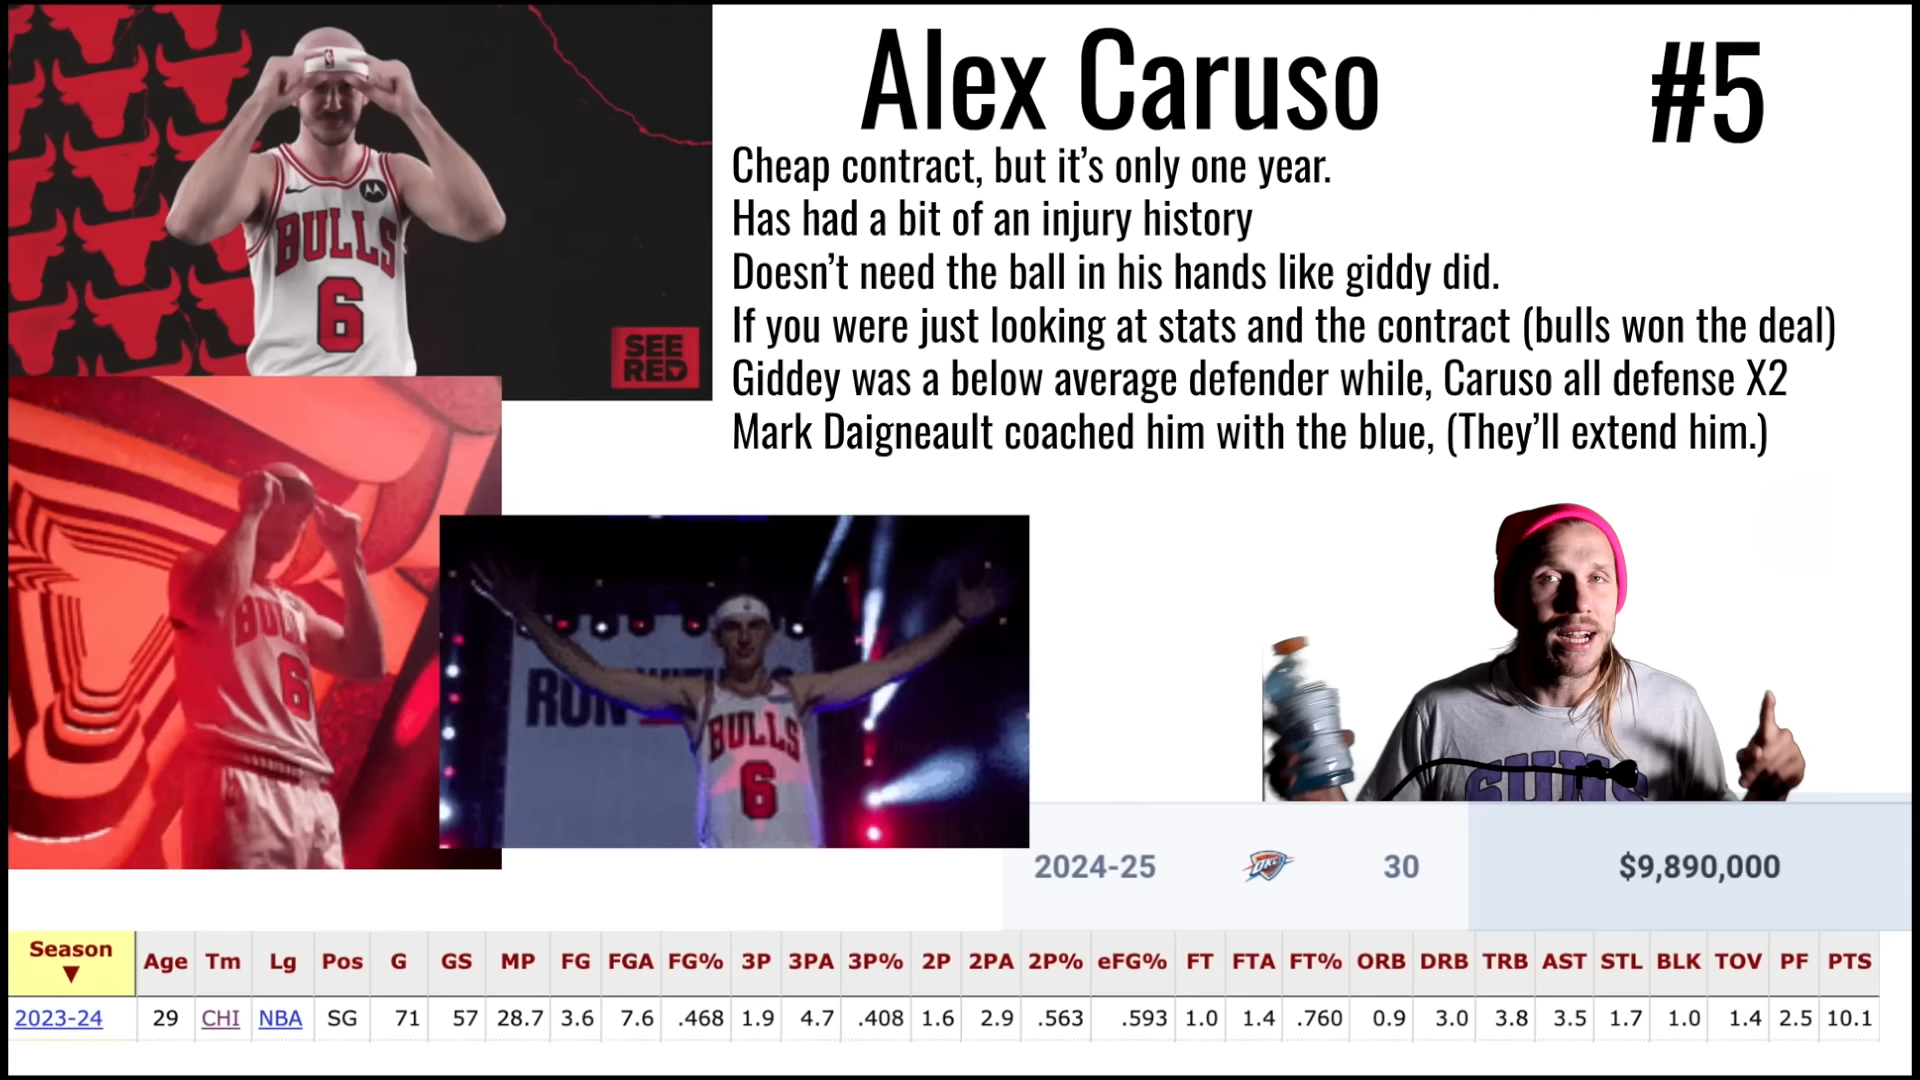 Alex Caruso
#5
Cheap contract, but it's only one year.
Has had a bit of an injury history
Doesn't need the ball in his hands like giddy did.
If you were just looking at stats and the contract (bulls won the deal)
Giddey was a below average defender while, Caruso all defense X2
Mark Daigneault coached him with the blue, (They'll extend him.)
BULLS
6
SEE
RED
BULL
6
RUN WITH US
BULLS
6
SUNS
2024-25 OKC 30 $9,890,000
Season ▼ Age Tm Lg Pos G GS MP FG FGA FG% 3P 3PA 3P% 2P 2PA 2P% eFG% FT FTA FT% ORB DRB TRB AST STL BLK TOV PF PTS
2023-24 29 CHI NBA SG 71 57 28.7 3.6 7.6 .468 1.9 4.7 .408 1.6 2.9 .563 .593 1.0 1.4 .760 0.9 3.0 3.8 3.5 1.7 1.0 1.4 2.5 10.1